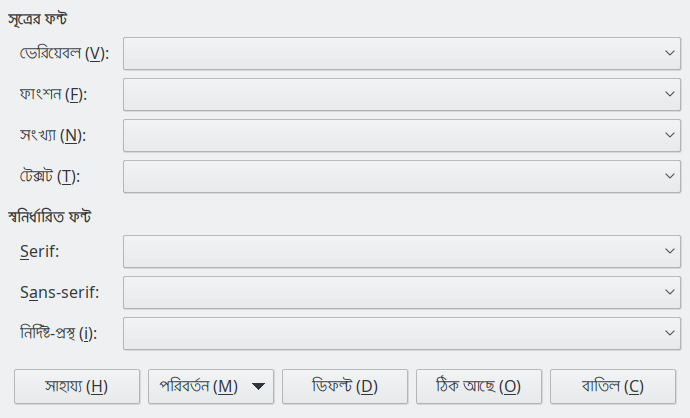 সূত্রের ফন্ট
ভেরিয়েবল (V):
ফাংশন (F):
সংখ্যা (N):
টেক্সট (T):
স্বনির্ধারিত ফন্ট
Serif:
Sans-serif:
নির্দিষ্ট-প্রস্থ (i):
সাহায্য (H) পরিবর্তন (M) ডিফল্ট (D) ঠিক আছে (O) বাতিল (C)